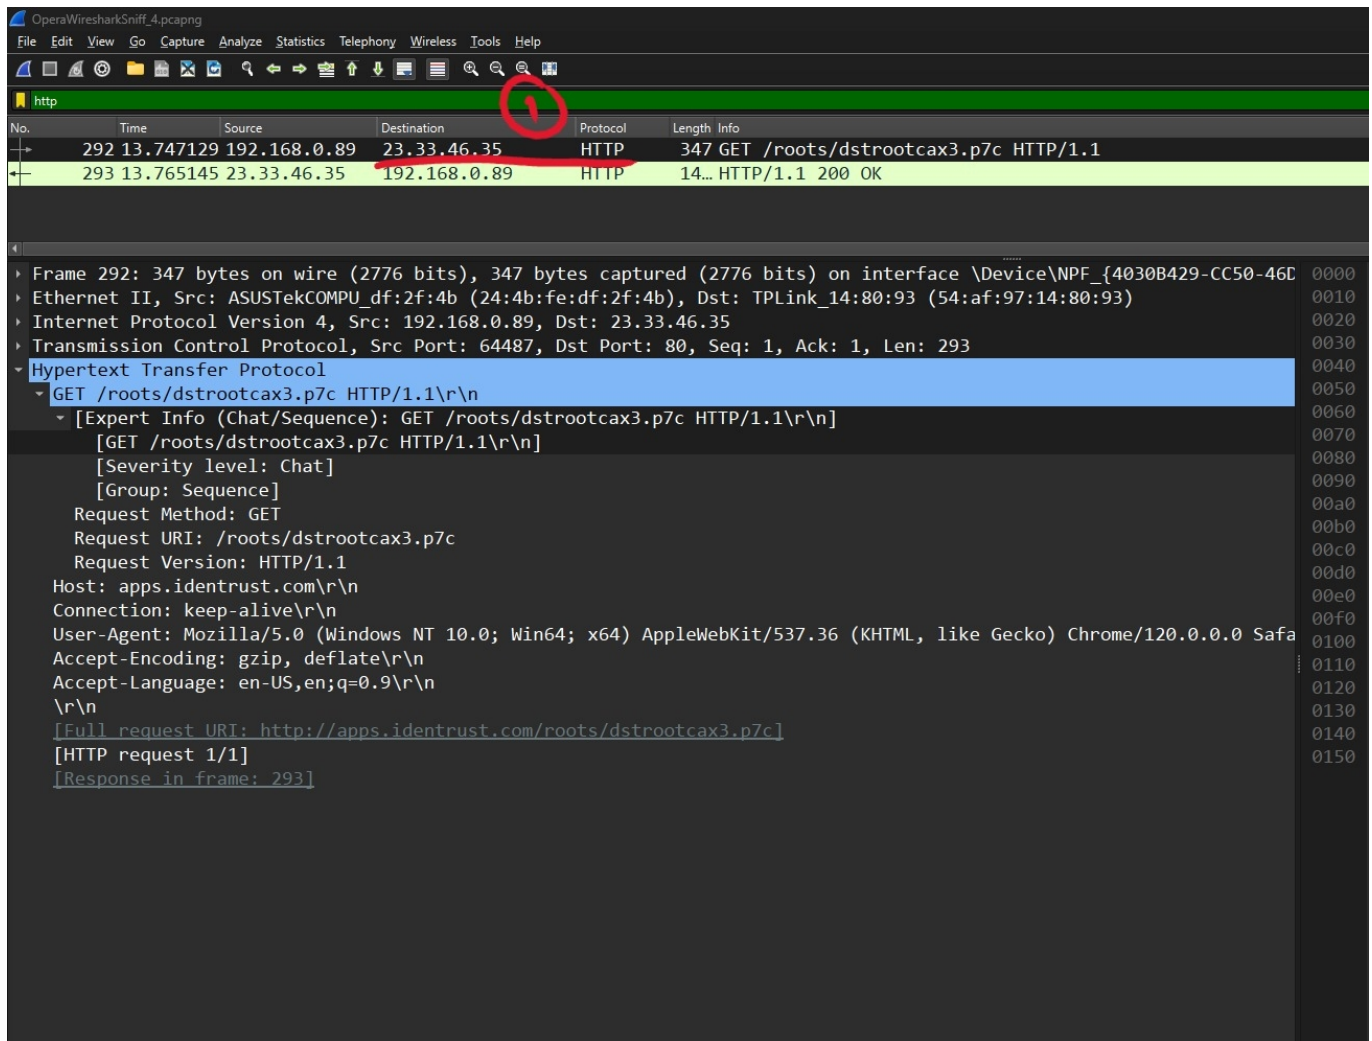 OperaWiresharkSniff_4.pcapng
File Edit View Go Capture Analyze Statistics Telephony Wireless Tools Help
1
http
No. Time Source Destination Protocol Length Info
292 13.747129 192.168.0.89 23.33.46.35 HTTP 347 GET /roots/dstrootcax3.p7c HTTP/1.1
293 13.765145 23.33.46.35 192.168.0.89 HTTP 14… HTTP/1.1 200 OK
Frame 292: 347 bytes on wire (2776 bits), 347 bytes captured (2776 bits) on interface \Device\NPF_{4030B429-CC50-46D 0000
Ethernet II, Src: ASUSTekCOMPU_df:2f:4b (24:4b:fe:df:2f:4b), Dst: TPLink_14:80:93 (54:af:97:14:80:93) 0010
Internet Protocol Version 4, Src: 192.168.0.89, Dst: 23.33.46.35 0020
Transmission Control Protocol, Src Port: 64487, Dst Port: 80, Seq: 1, Ack: 1, Len: 293 0030
Hypertext Transfer Protocol 0040
GET /roots/dstrootcax3.p7c HTTP/1.1\r\n 0050
[Expert Info (Chat/Sequence): GET /roots/dstrootcax3.p7c HTTP/1.1\r\n] 0060
[GET /roots/dstrootcax3.p7c HTTP/1.1\r\n] 0070
[Severity level: Chat] 0080
[Group: Sequence] 0090
Request Method: GET 00a0
Request URI: /roots/dstrootcax3.p7c 00b0
Request Version: HTTP/1.1 00c0
Host: apps.identrust.com\r\n 00d0
Connection: keep-alive\r\n 00e0
User-Agent: Mozilla/5.0 (Windows NT 10.0; Win64; x64) AppleWebKit/537.36 (KHTML, like Gecko) Chrome/120.0.0.0 Safa 00f0
Accept-Encoding: gzip, deflate\r\n 0100
Accept-Language: en-US,en;q=0.9\r\n 0110
\r\n 0120
[Full request URI: http://apps.identrust.com/roots/dstrootcax3.p7c] 0130
[HTTP request 1/1] 0140
[Response in frame: 293] 0150